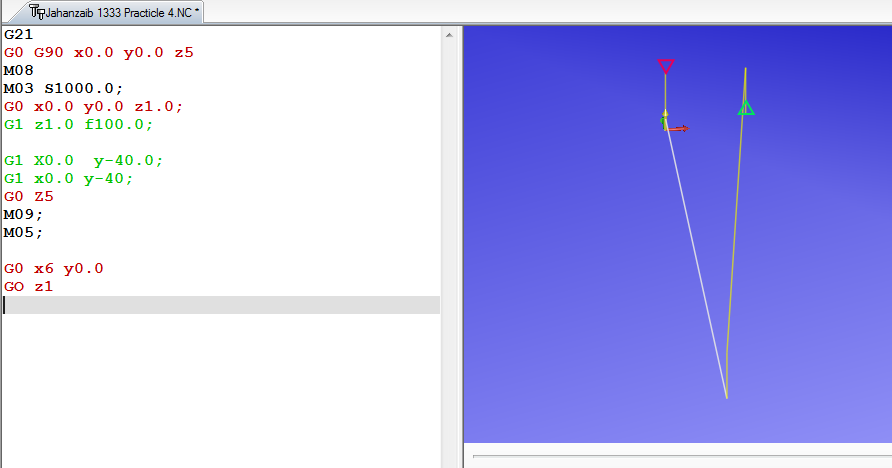 Jahanzaib 1333 Practicle 4.NC *
G21
G0 G90 x0.0 y0.0 z5
M08
M03 S1000.0;
G0 x0.0 y0.0 z1.0;
G1 z1.0 f100.0;
G1 X0.0  y-40.0;
G1 x0.0 y-40;
G0 Z5
M09;
M05;
G0 x6 y0.0
GO z1